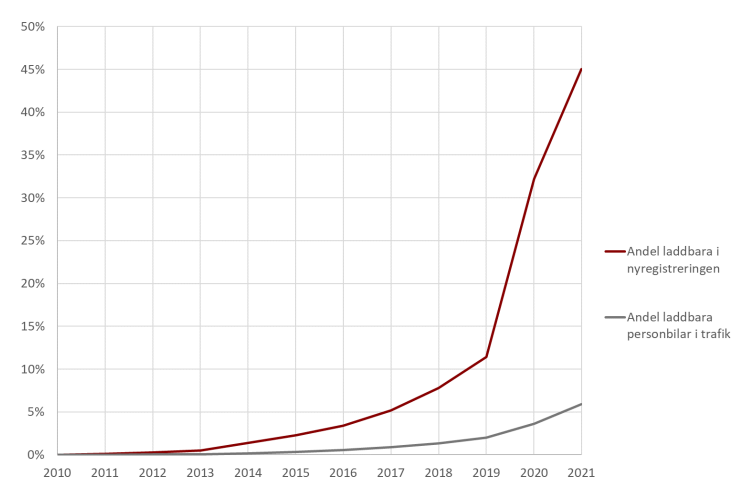 50%
45%
40%
35%
30%
25%
20%
15%
10%
5%
0%
2010 2011 2012 2013 2014 2015 2016 2017 2018 2019 2020 2021
Andel laddbara i
nyregistreringen
Andel laddbara
personbilar i trafik